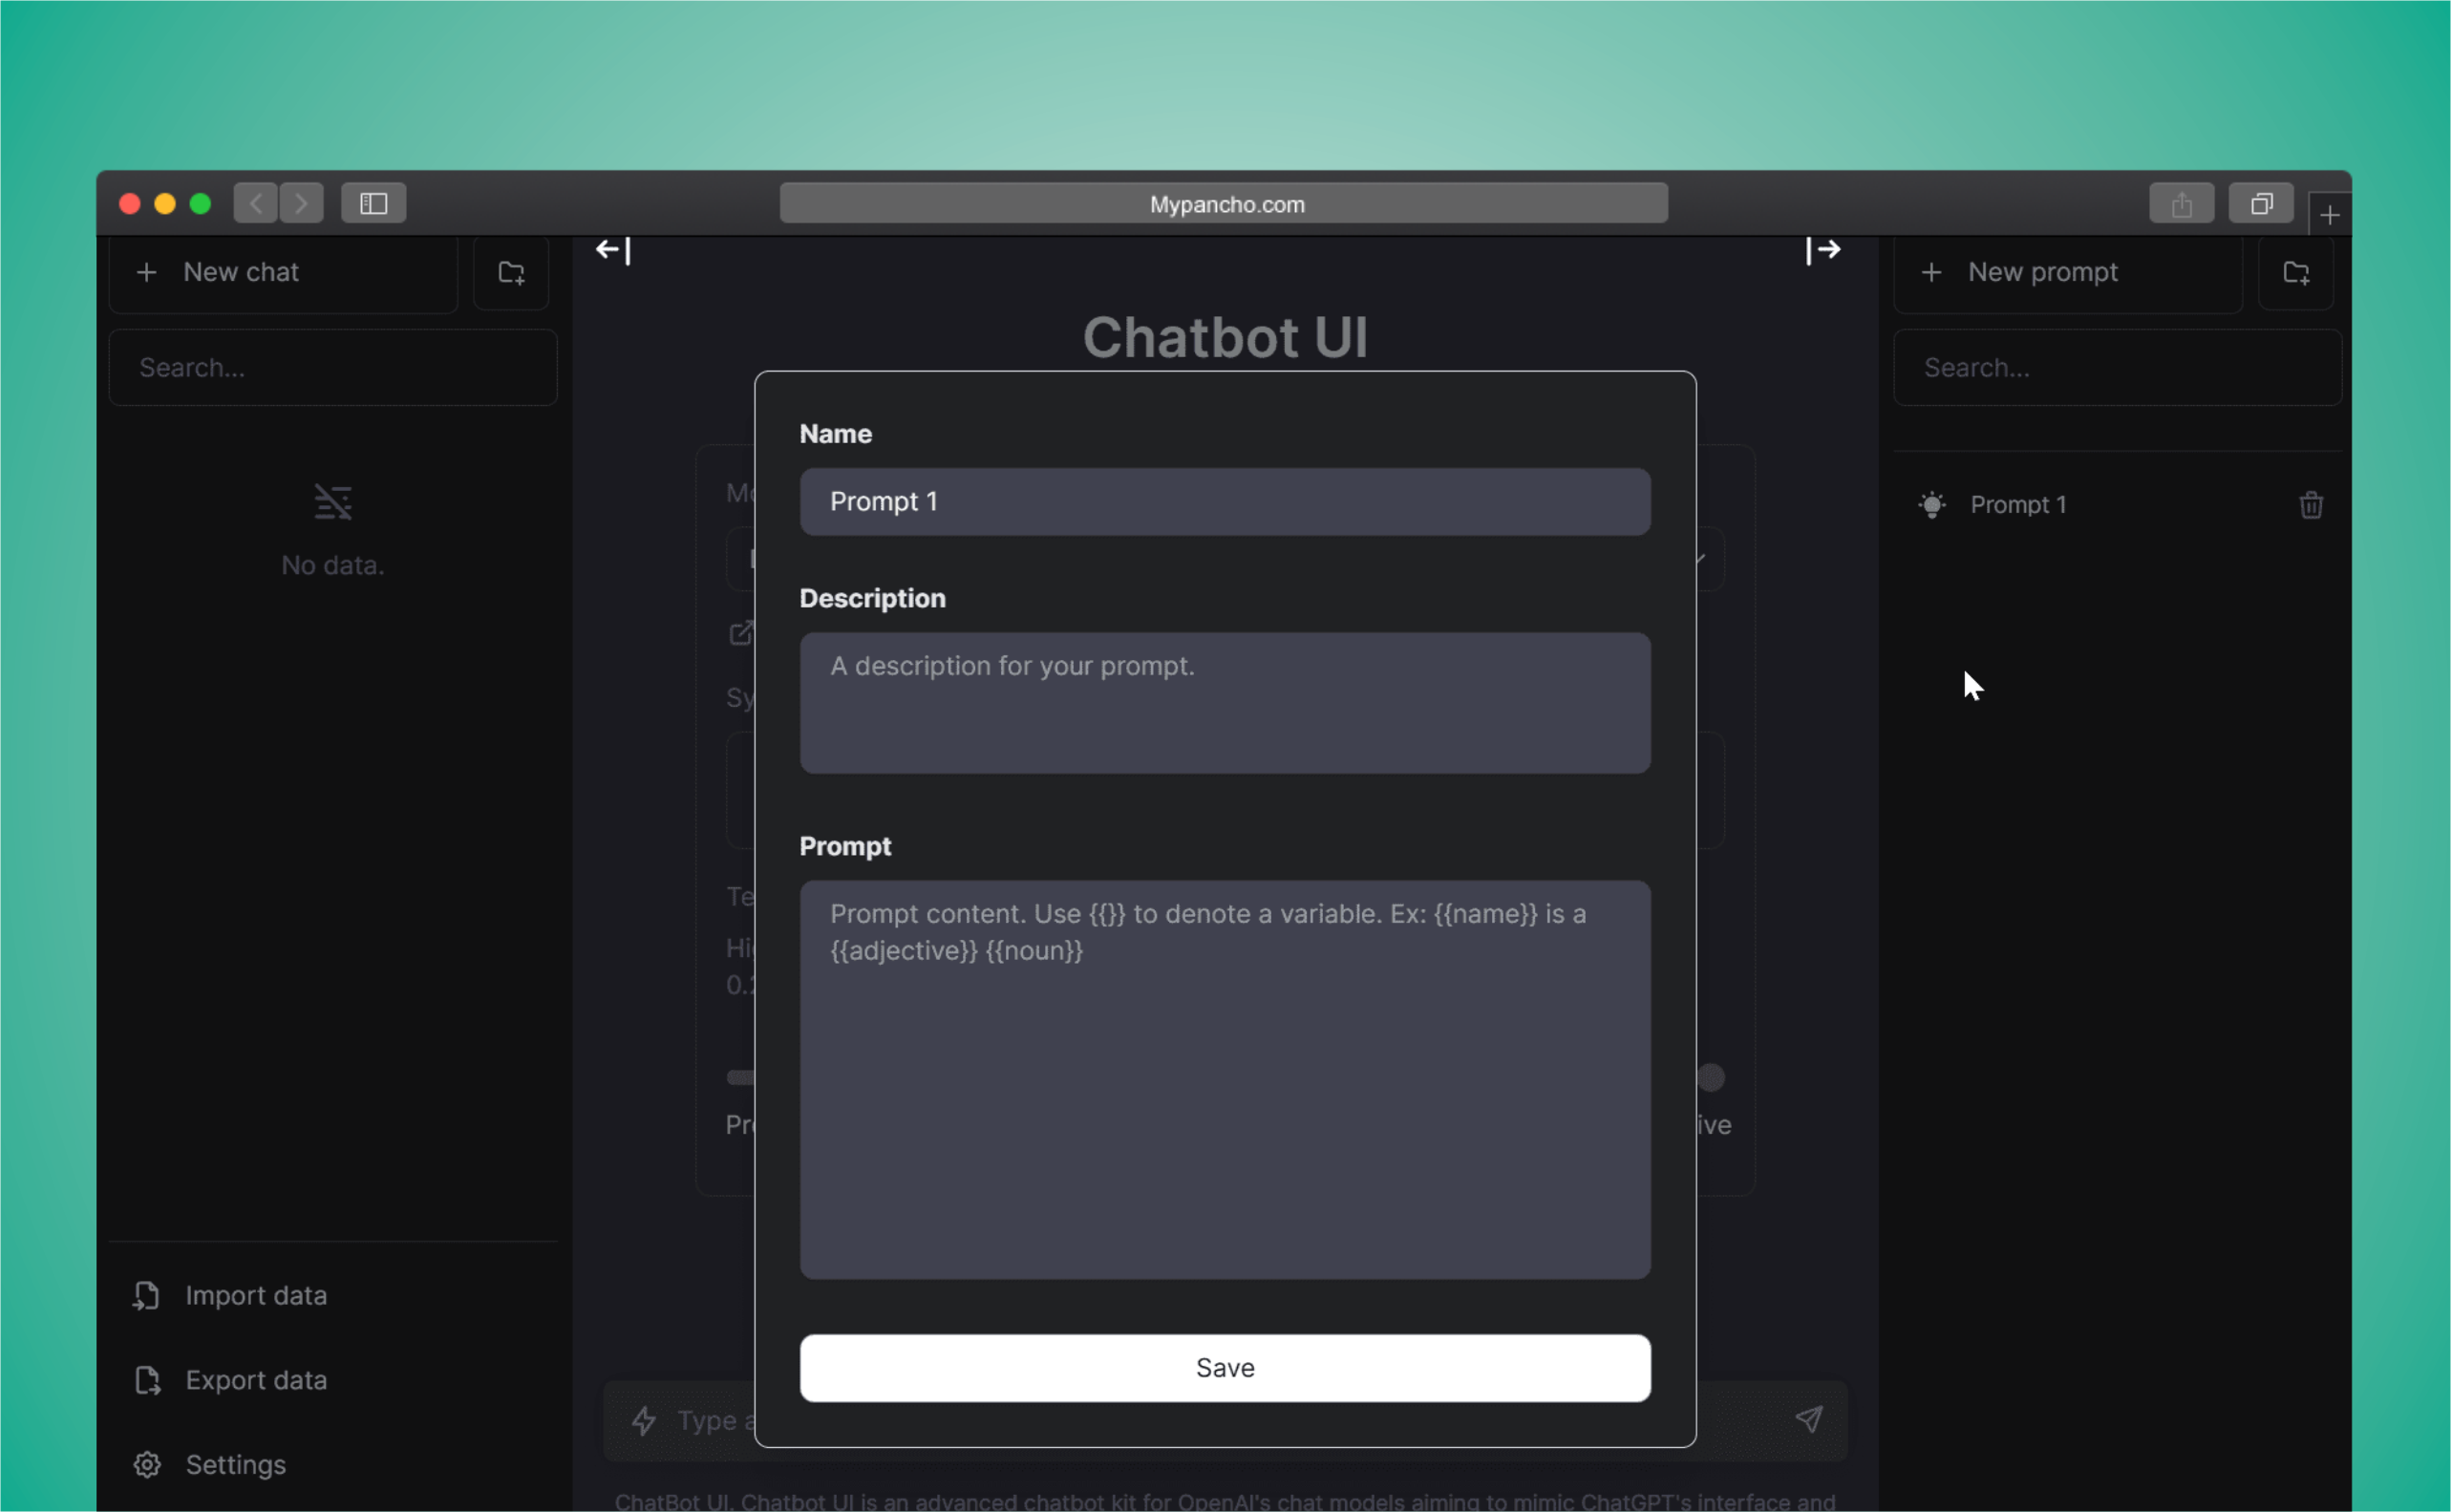 Mypancho.com
New chat
Search...
No data.
Import data
Export data
Settings
Chatbot UI
Name
Prompt 1
Description
A description for your prompt.
Prompt
Prompt content. Use {{}} to denote a variable. Ex: {{name}} is a
{{adjective}} {{noun}}
Save
Type
ChatBot UI. Chatbot UI is an advanced chatbot kit for OpenAI's chat models aiming to mimic ChatGPT's interface and
New prompt
Search...
Prompt 1